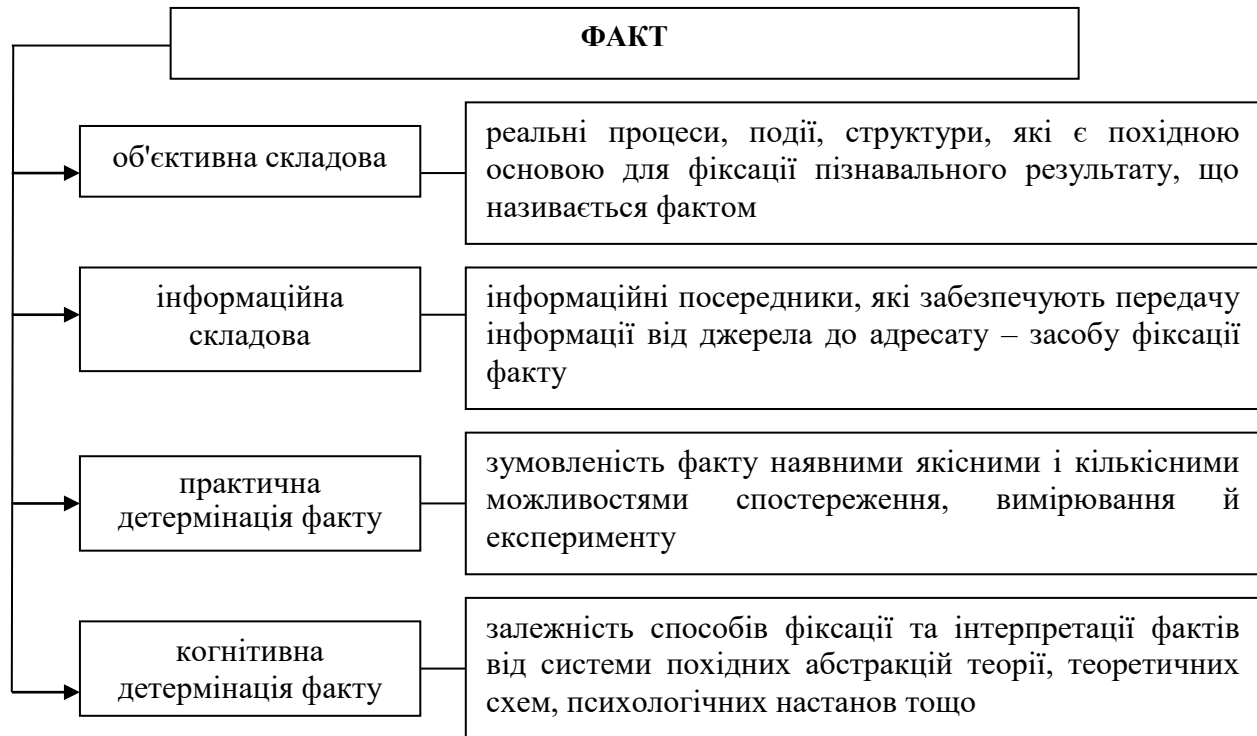 ФАКТ
об'єктивна складова
реальні процеси, події, структури, які є похідною
основою для фіксації пізнавального результату, що
називається фактом
інформаційна
складова
інформаційні посередники, які забезпечують передачу
інформації від джерела до адресату – засобу фіксації
факту
практична
детермінація факту
зумовленість факту наявними якісними і кількісними
можливостями спостереження, вимірювання й
експерименту
когнітивна
детермінація факту
залежність способів фіксації та інтерпретації фактів
від системи похідних абстракцій теорії, теоретичних
схем, психологічних настанов тощо